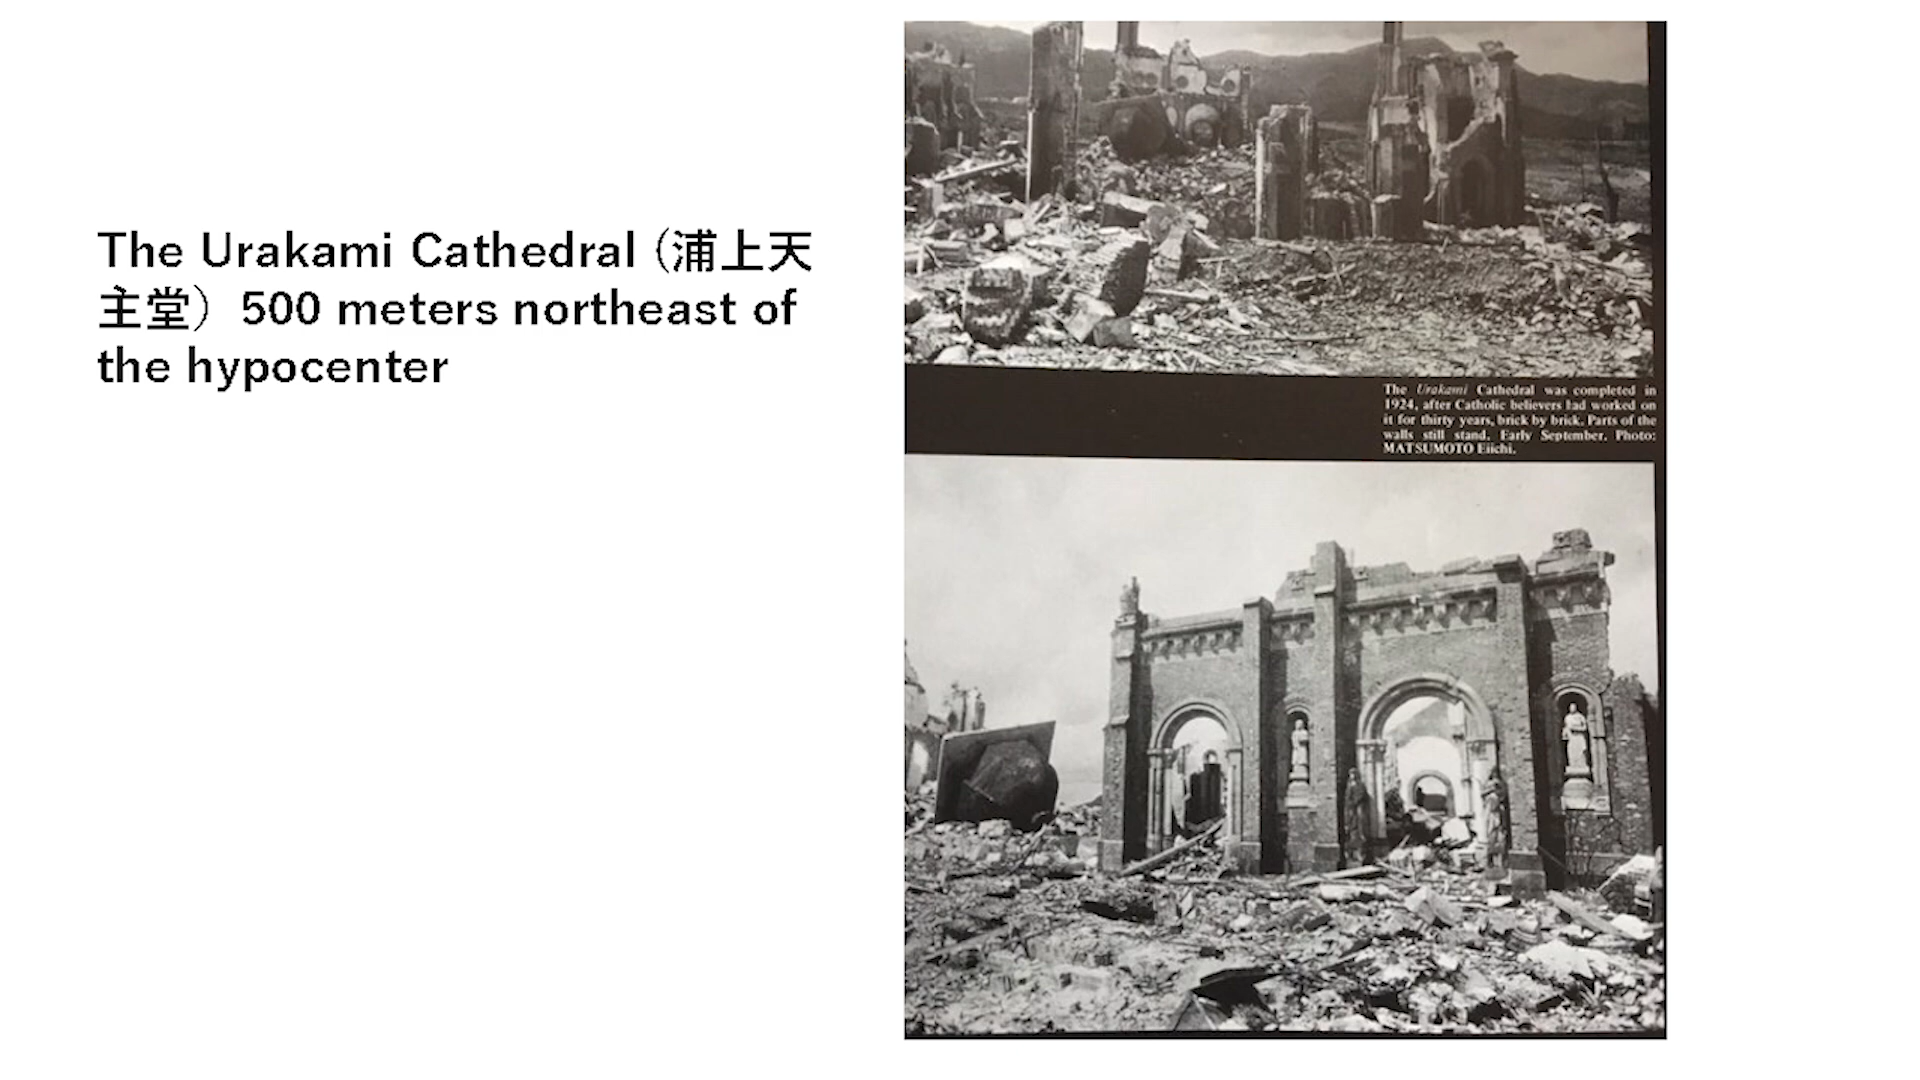 The Urakami Cathedral (浦上天
主堂）500 meters northeast of
the hypocenter
The Urakami Cathedral was completed in
1924, after Catholic believers had worked on
it for thirty years, brick by brick. Parts of the
walls still stand. Early September. Photo:
MATSUMOTO Eiichi.